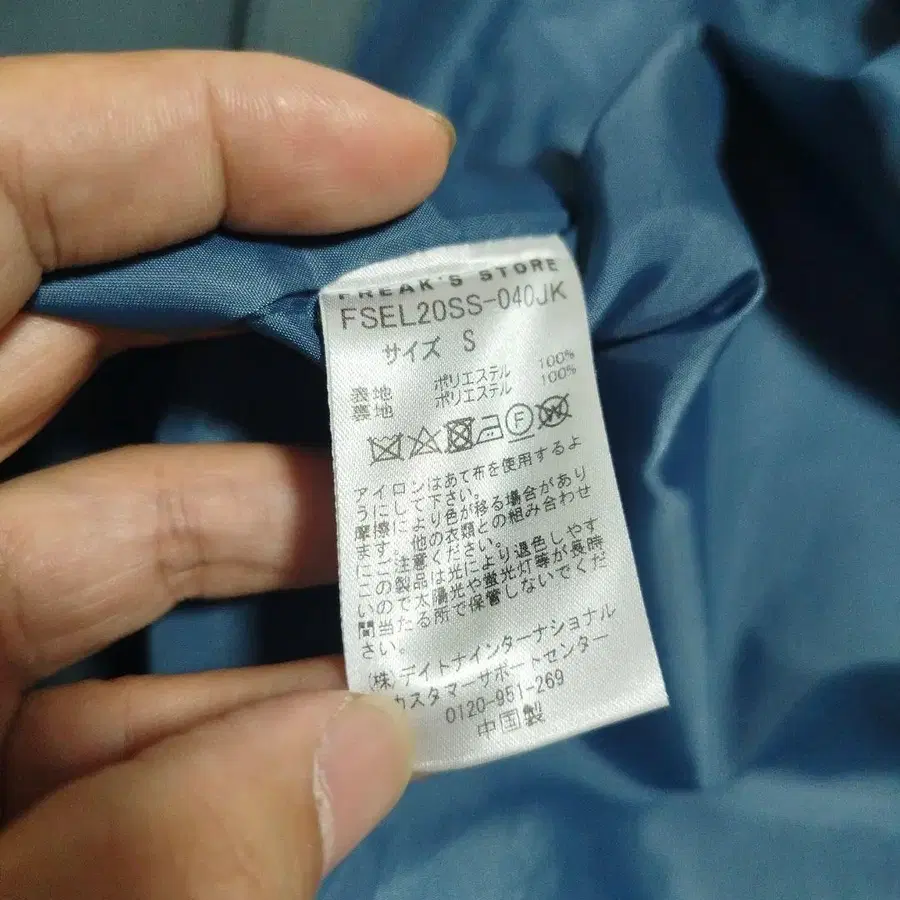 FREAK'S STORE
FSEL20SS-040JK
サイズ S
表地 ポリエステル 100%
裏地 ポリエステル 100%
F W
アイロンはあて布を使用するよ
うにして下さい。
摩擦により色が移る場合があり
ます。他の衣類との組み合わせ
にご注意ください。
この製品は光により退色しやす
いので太陽光や蛍光灯等が長時
間当たる所で保管しないでくだ
さい。
(株)デイトナインターナショナル
カスタマーサポートセンター
0120-951-269
中国製